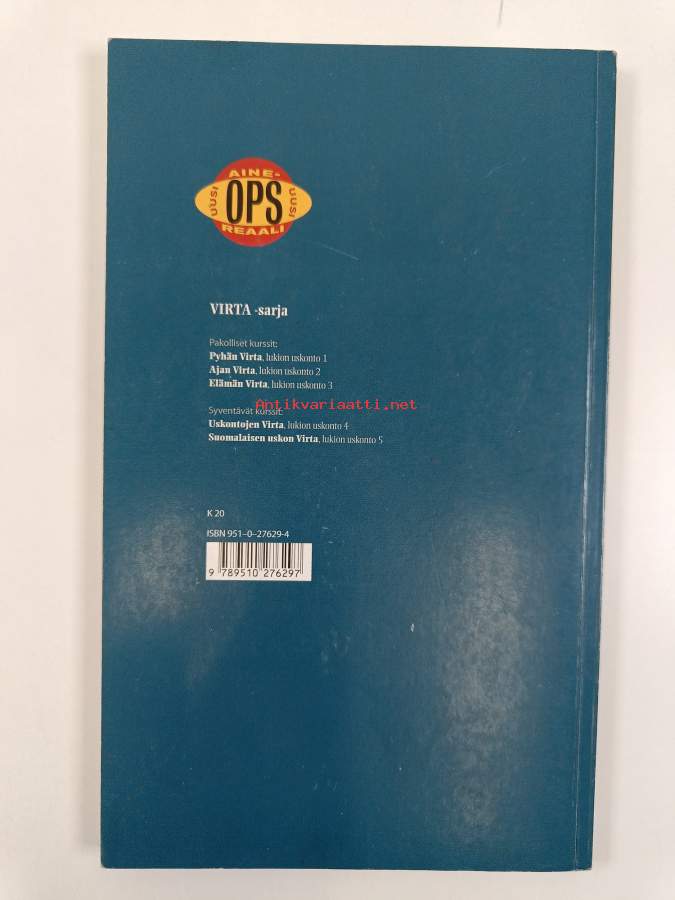 AINE-
UUSI OPS UUSI
REAALI
VIRTA -sarja
Pakolliset kurssit:
Pyhän Virta, lukion uskonto 1
Ajan Virta, lukion uskonto 2
Elämän Virta, lukion uskonto 3
Antikvariaatti.net
Syventävät kurssit:
Uskontojen Virta, lukion uskonto 4
Suomalaisen uskon Virta, lukion uskonto 5
K 20
ISBN 951–0–27629-4
9 789510 276297